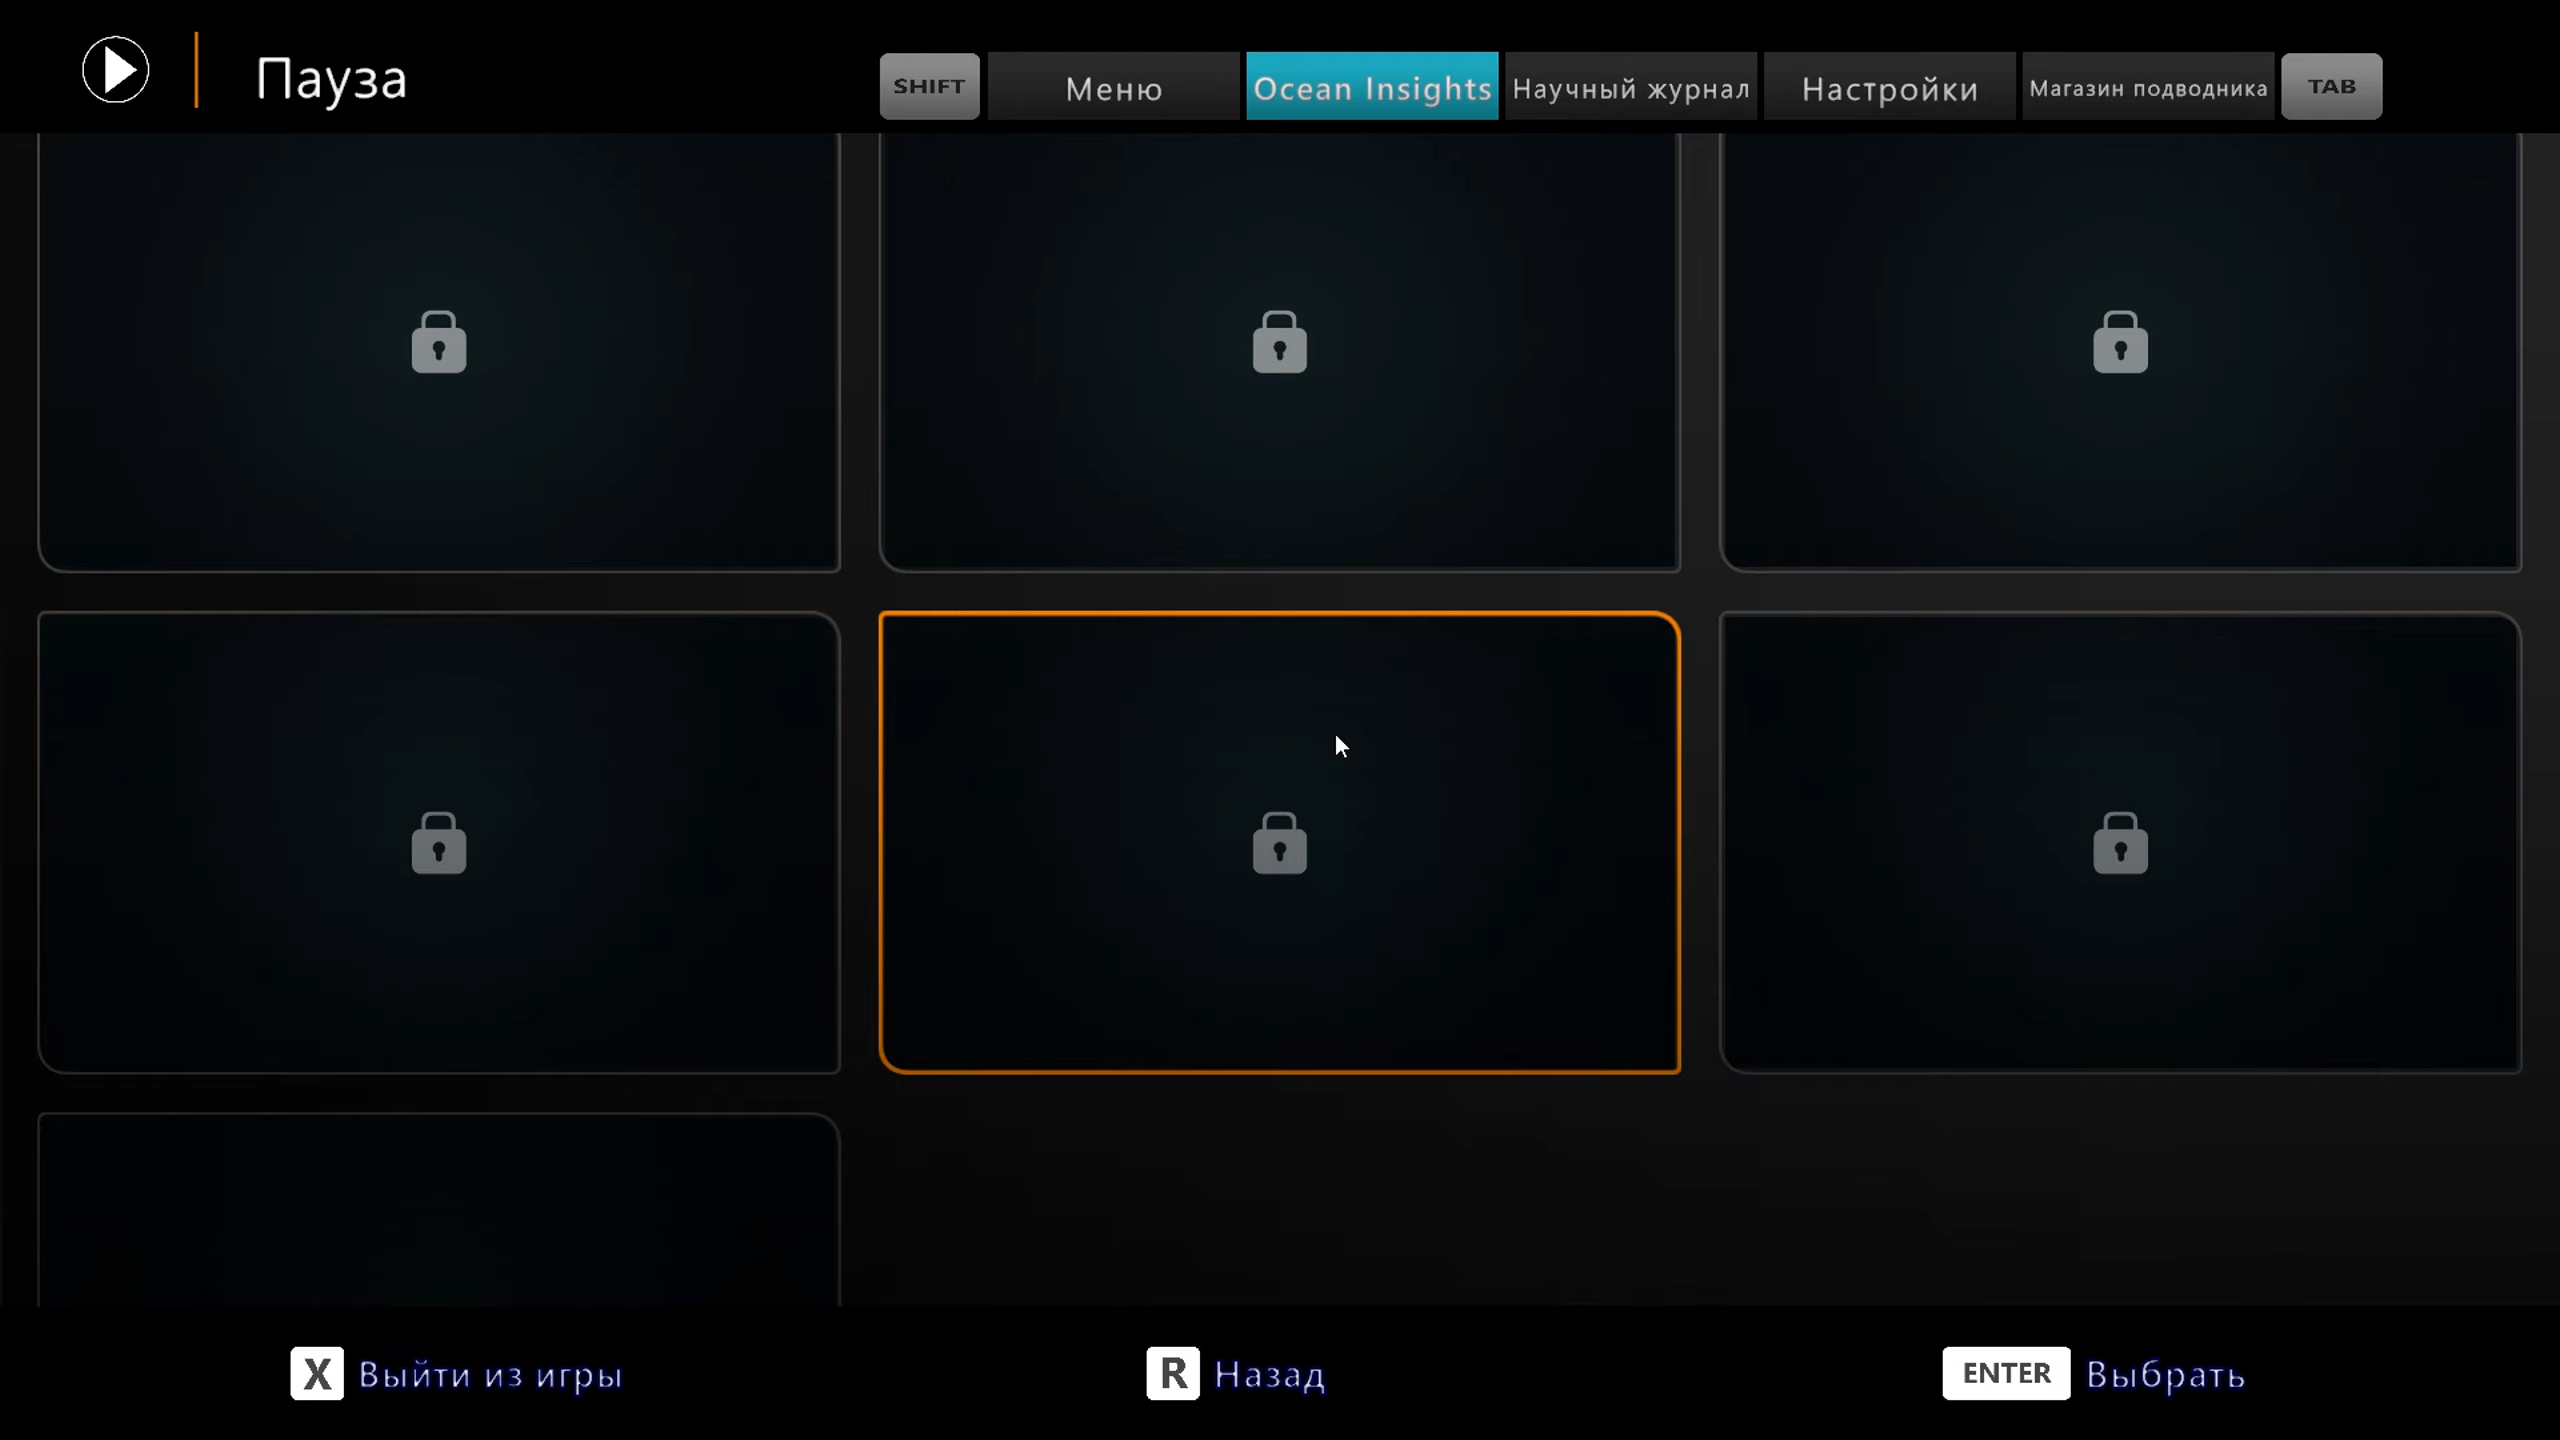 Пауза
SHIFT Меню Ocean Insights Научный журнал Настройки Магазин подводника TAB
X Выйти из игры R Назад ENTER Выбрать